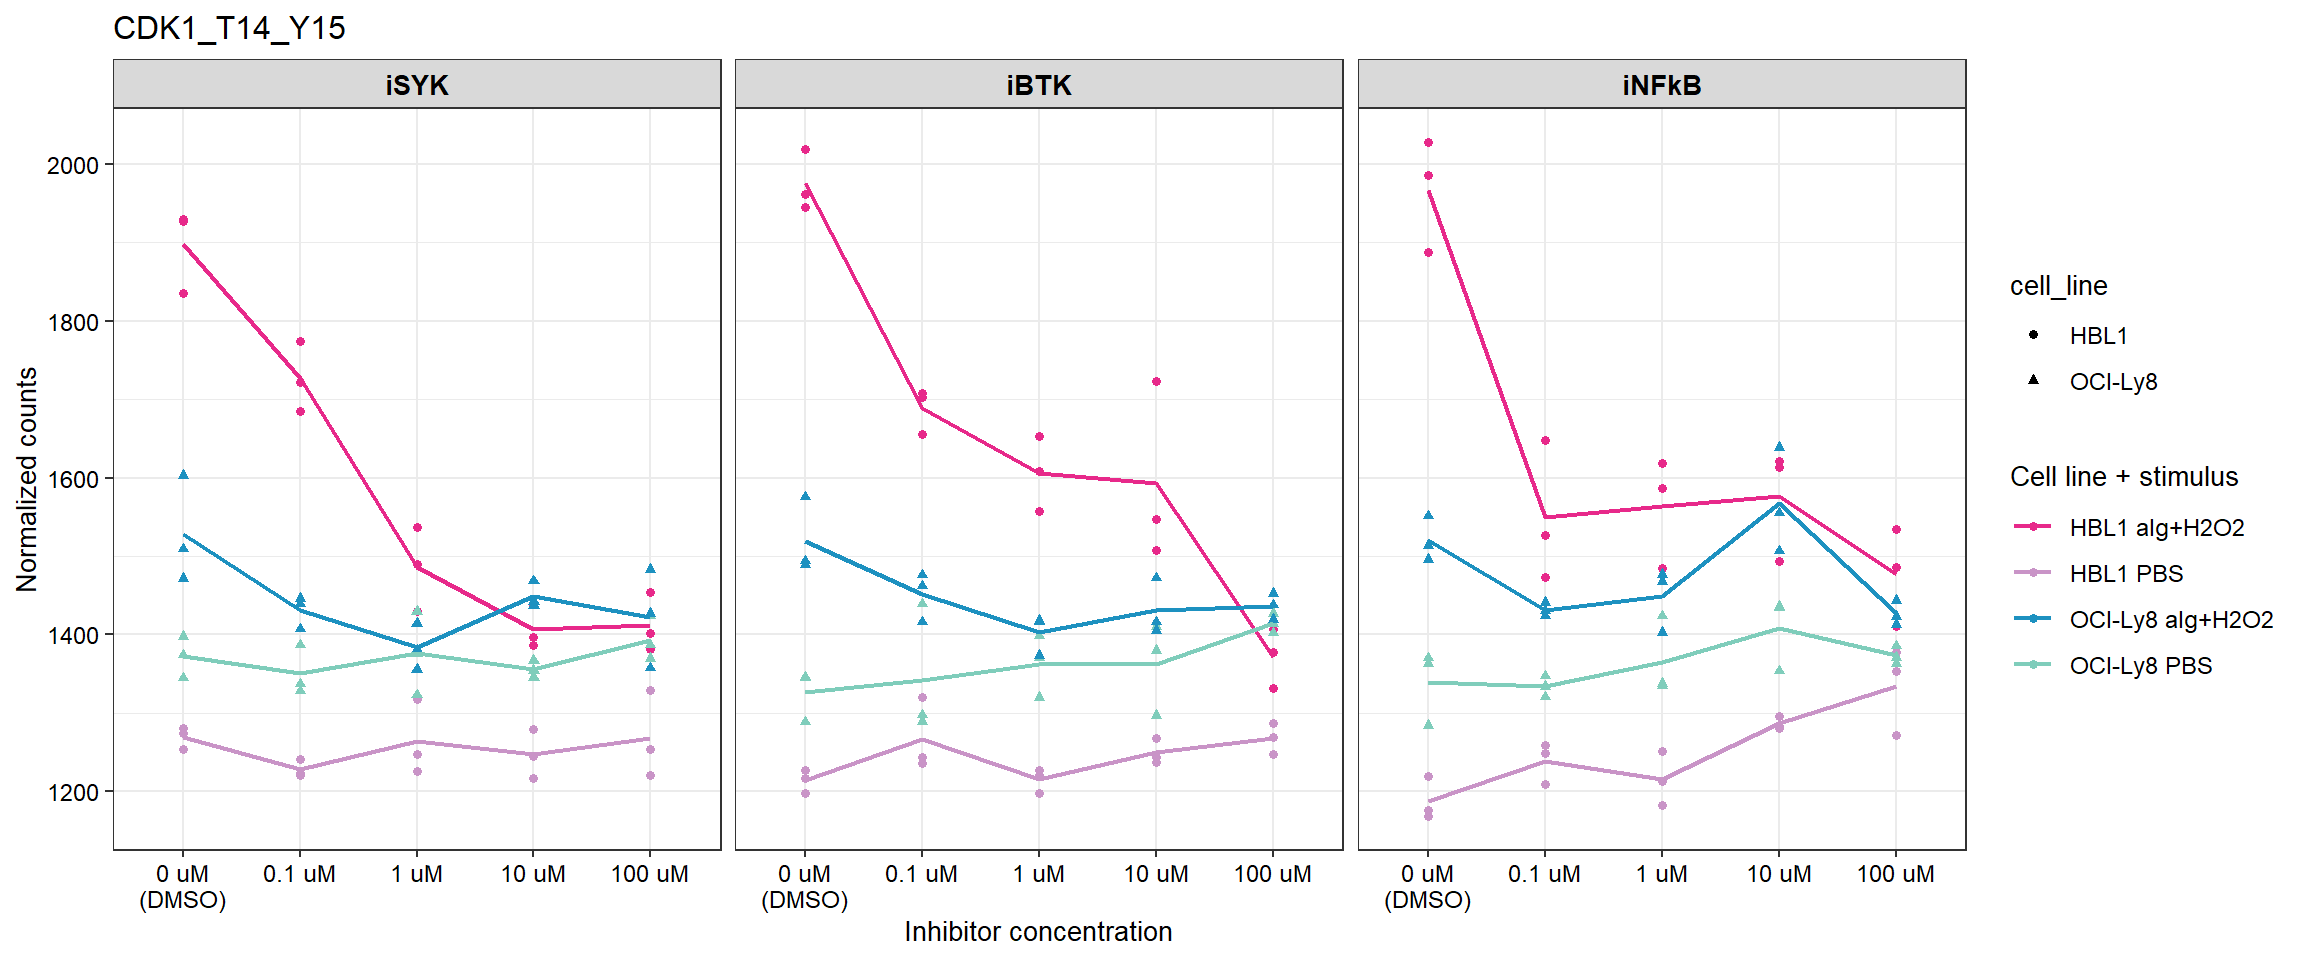 CDK1_T14_Y15
iSYK
iBTK
iNFkB
2000
1800
1600
1400
1200
Normalized counts
0 uM
(DMSO)
0.1 uM
1 uM
10 uM
100 uM
0 uM
(DMSO)
0.1 uM
1 uM
10 uM
100 uM
0 uM
(DMSO)
0.1 uM
1 uM
10 uM
100 uM
Inhibitor concentration
cell_line
HBL1
OCI-Ly8
Cell line + stimulus
HBL1 aIg+H2O2
HBL1 PBS
OCI-Ly8 aIg+H2O2
OCI-Ly8 PBS